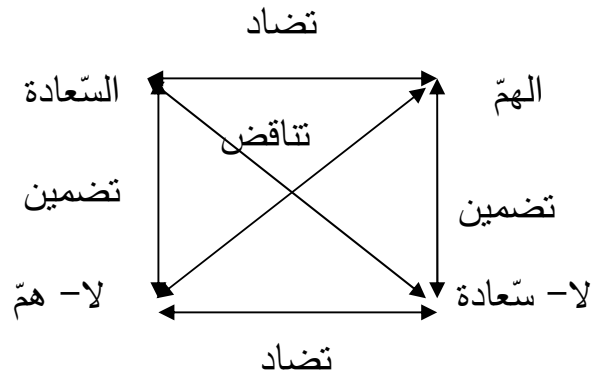 تضاد
الهمّ السّعادة
تناقض
تضمين تضمين
لا– سّعادة لا– همّ
تضاد